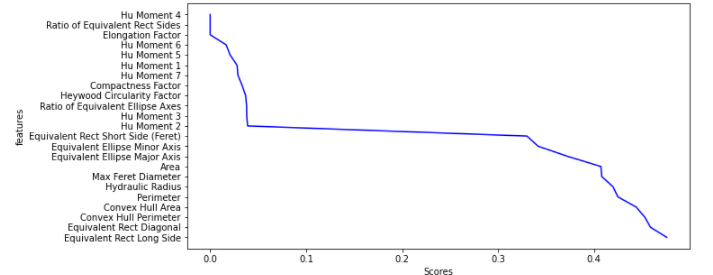 Hu Moment 4
Ratio of Equivalent Rect Sides
Elongation Factor
Hu Moment 6
Hu Moment 5
Hu Moment 1
Hu Moment 7
Compactness Factor
Heywood Circularity Factor
Ratio of Equivalent Ellipse Axes
Hu Moment 3
Hu Moment 2
Equivalent Rect Short Side (Feret)
Equivalent Ellipse Minor Axis
Equivalent Ellipse Major Axis
Area
Max Feret Diameter
Hydraulic Radius
Perimeter
Convex Hull Area
Convex Hull Perimeter
Equivalent Rect Diagonal
Equivalent Rect Long Side
features
0.0 0.1 0.2 0.3 0.4
Scores